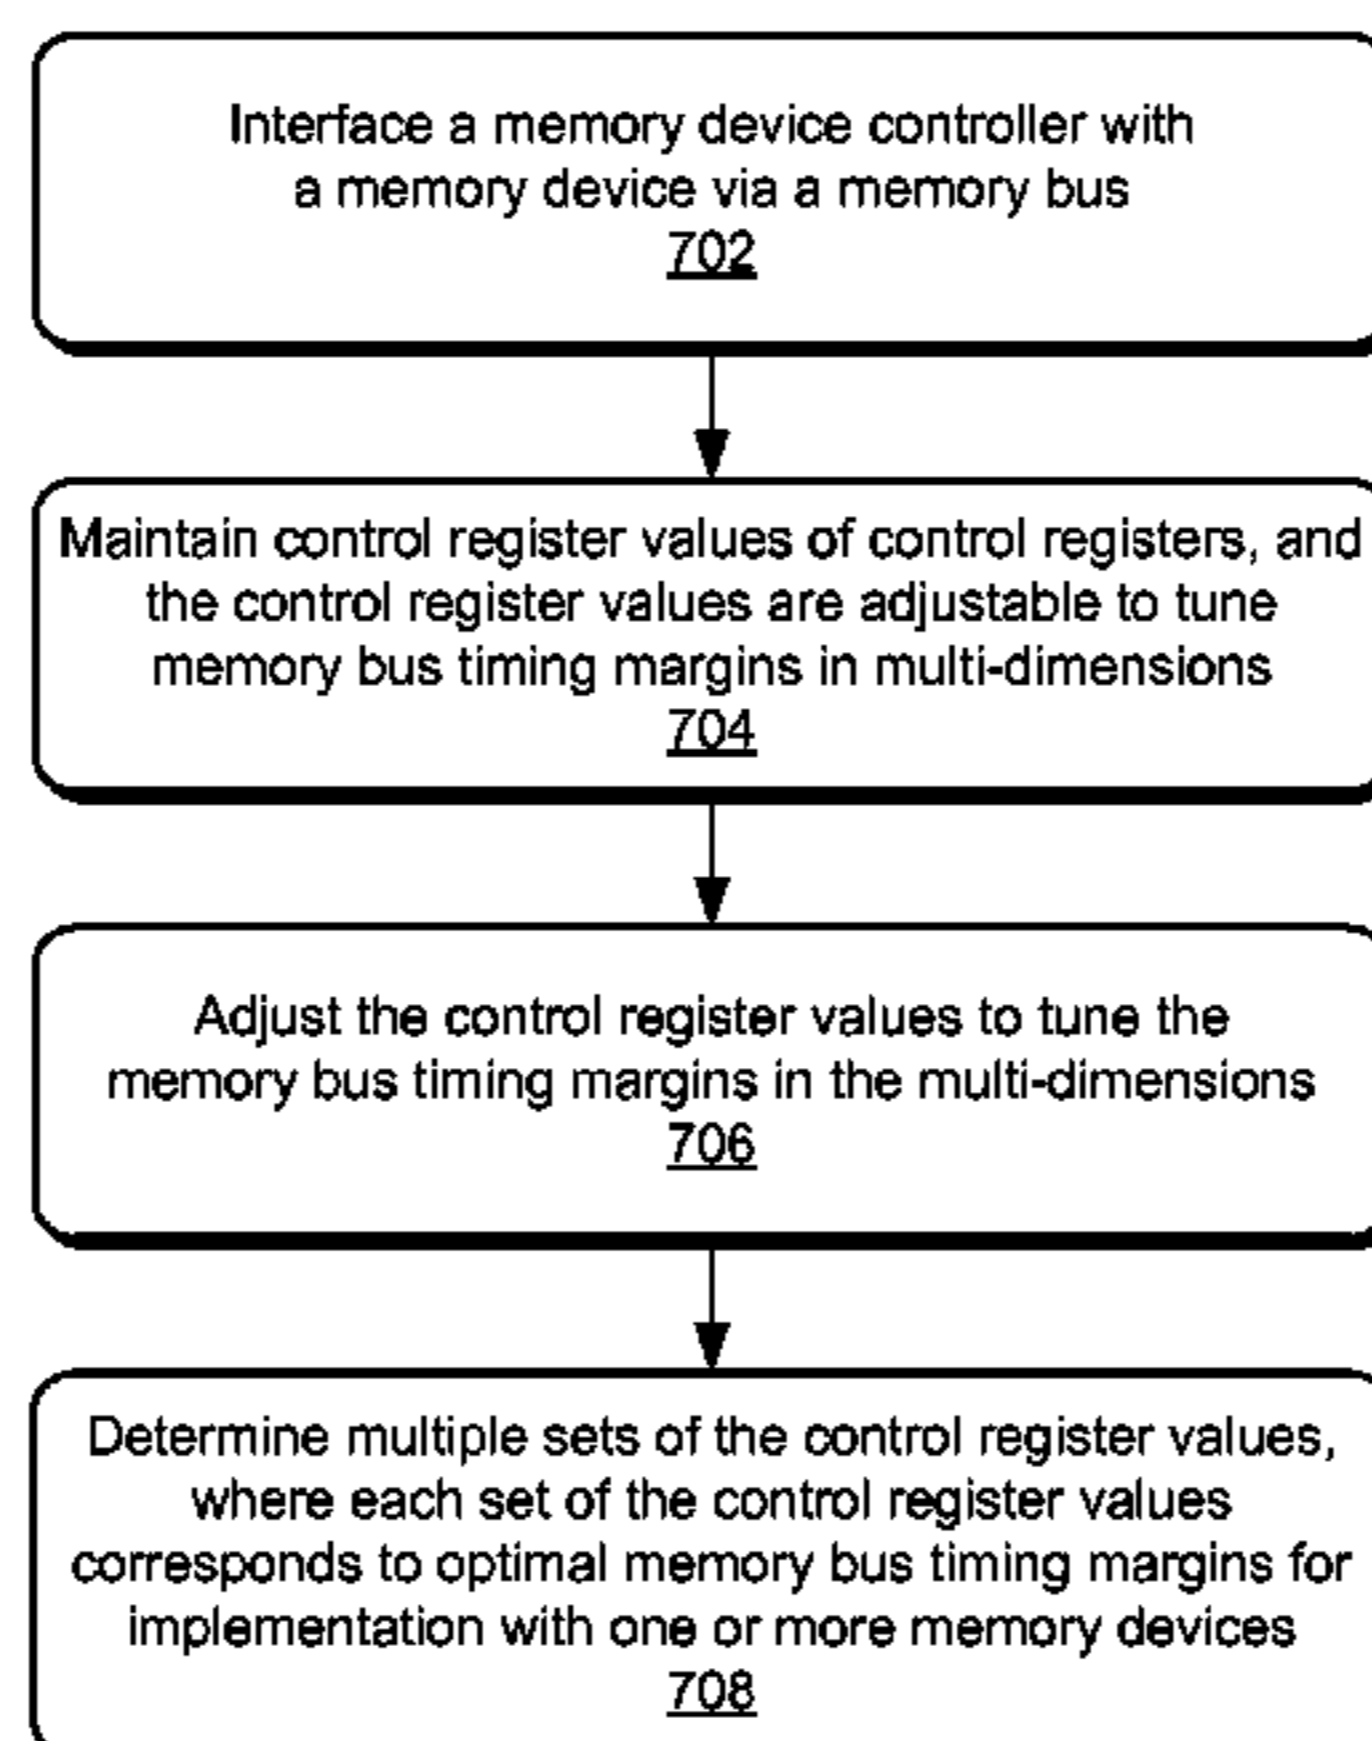 Interface a memory device controller with
a memory device via a memory bus
702
Maintain control register values of control registers, and
the control register values are adjustable to tune
memory bus timing margins in multi-dimensions
704
Adjust the control register values to tune the
memory bus timing margins in the multi-dimensions
706
Determine multiple sets of the control register values,
where each set of the control register values
corresponds to optimal memory bus timing margins for
implementation with one or more memory devices
708